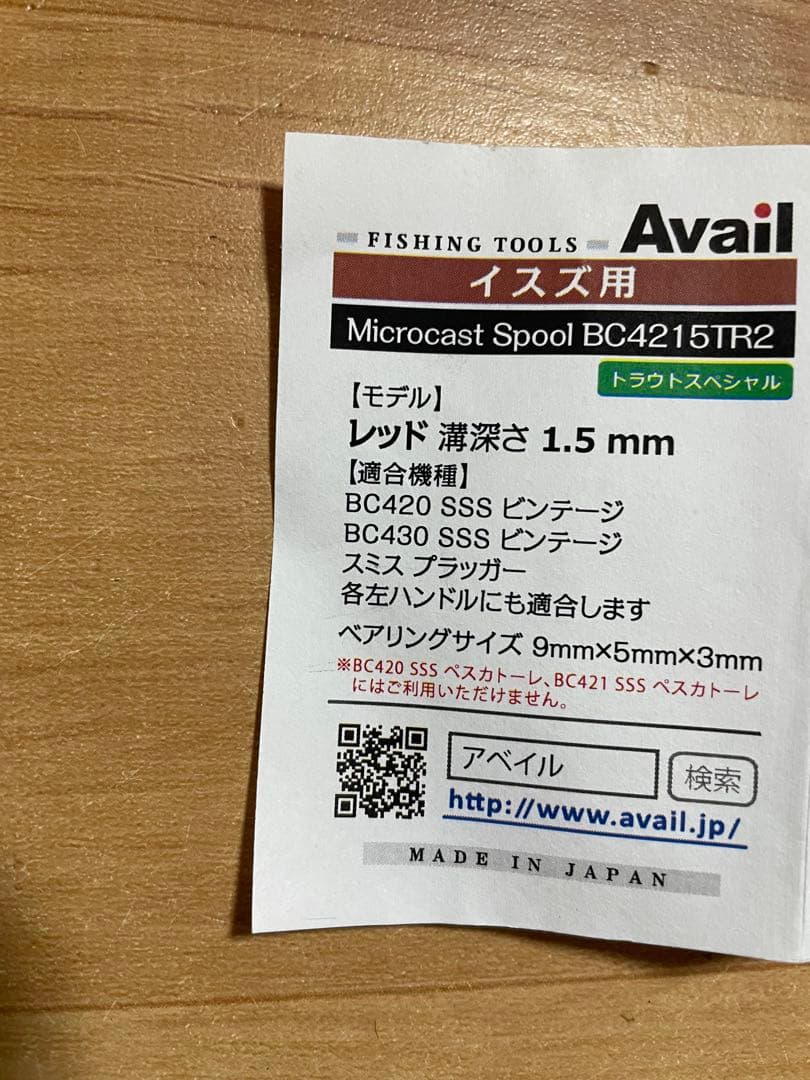 FISHING TOOLS Avail
イスズ用
Microcast Spool BC4215TR2
トラウトスペシャル
【モデル】
レッド 溝深さ 1.5 mm
【適合機種】
BC420 SSS ビンテージ
BC430 SSS ビンテージ
スミス プラッガー
各左ハンドルにも適合します
ベアリングサイズ 9mm×5mm×3mm
※BC420 SSS ペスカトーレ、BC421 SSS ペスカトーレ
にはご利用いただけません。
アベイル 検索
http://www.avail.jp/
MADE IN JAPAN